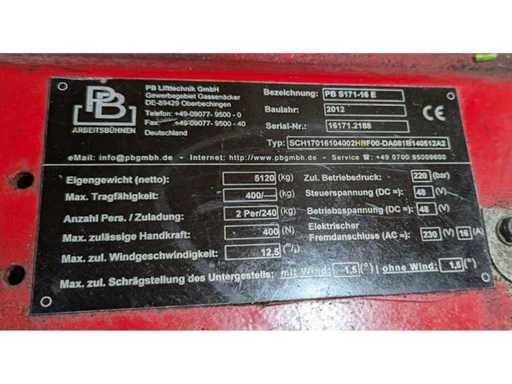 PB
ARBEITSBÜHNEN
PB Lifttechnik GmbH
Gewerbegebiet Gassenäcker
DE-89429 Oberbechingen
Telefon:+49-09077- 9500 - 0
Fax: +49-09077- 9500 - 40
Deutschland
Bezeichnung: PB S171-16 E
Baujahr: 2012
Serial-Nr.: 16171.2188
Typ:
CE
eMail: info@pbgmbh.de - Internet: http://www.pbgmbh.de - Service ☎: +49 0700 95009600
Eigengewicht (netto): 5120 (kg)
Max. Tragfähigkeit: 400/— (kg)
Anzahl Pers. / Zuladung: 2 Per/240 (kg)
Max. zulässige Handkraft: 400 (N)
Max. zul. Windgeschwindigkeit: 12,5 (m/s)
Max. zul. Schrägstellung des Untergestells: mit Wind: 1,5 (°) ohne Wind: 1,5 (°)
Zul. Betriebsdruck: 220 (bar)
Steuerspannung (DC =): 48 (V)
Betriebsspannung (DC =): 48 (V)
Elektrischer
Fremdanschluss (AC ≈): 230 (V) 16 (A)